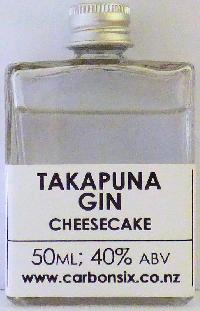 TAKAPUNA
GIN
CHEESECAKE
50ML; 40% ABV
www.carbonsix.co.nz